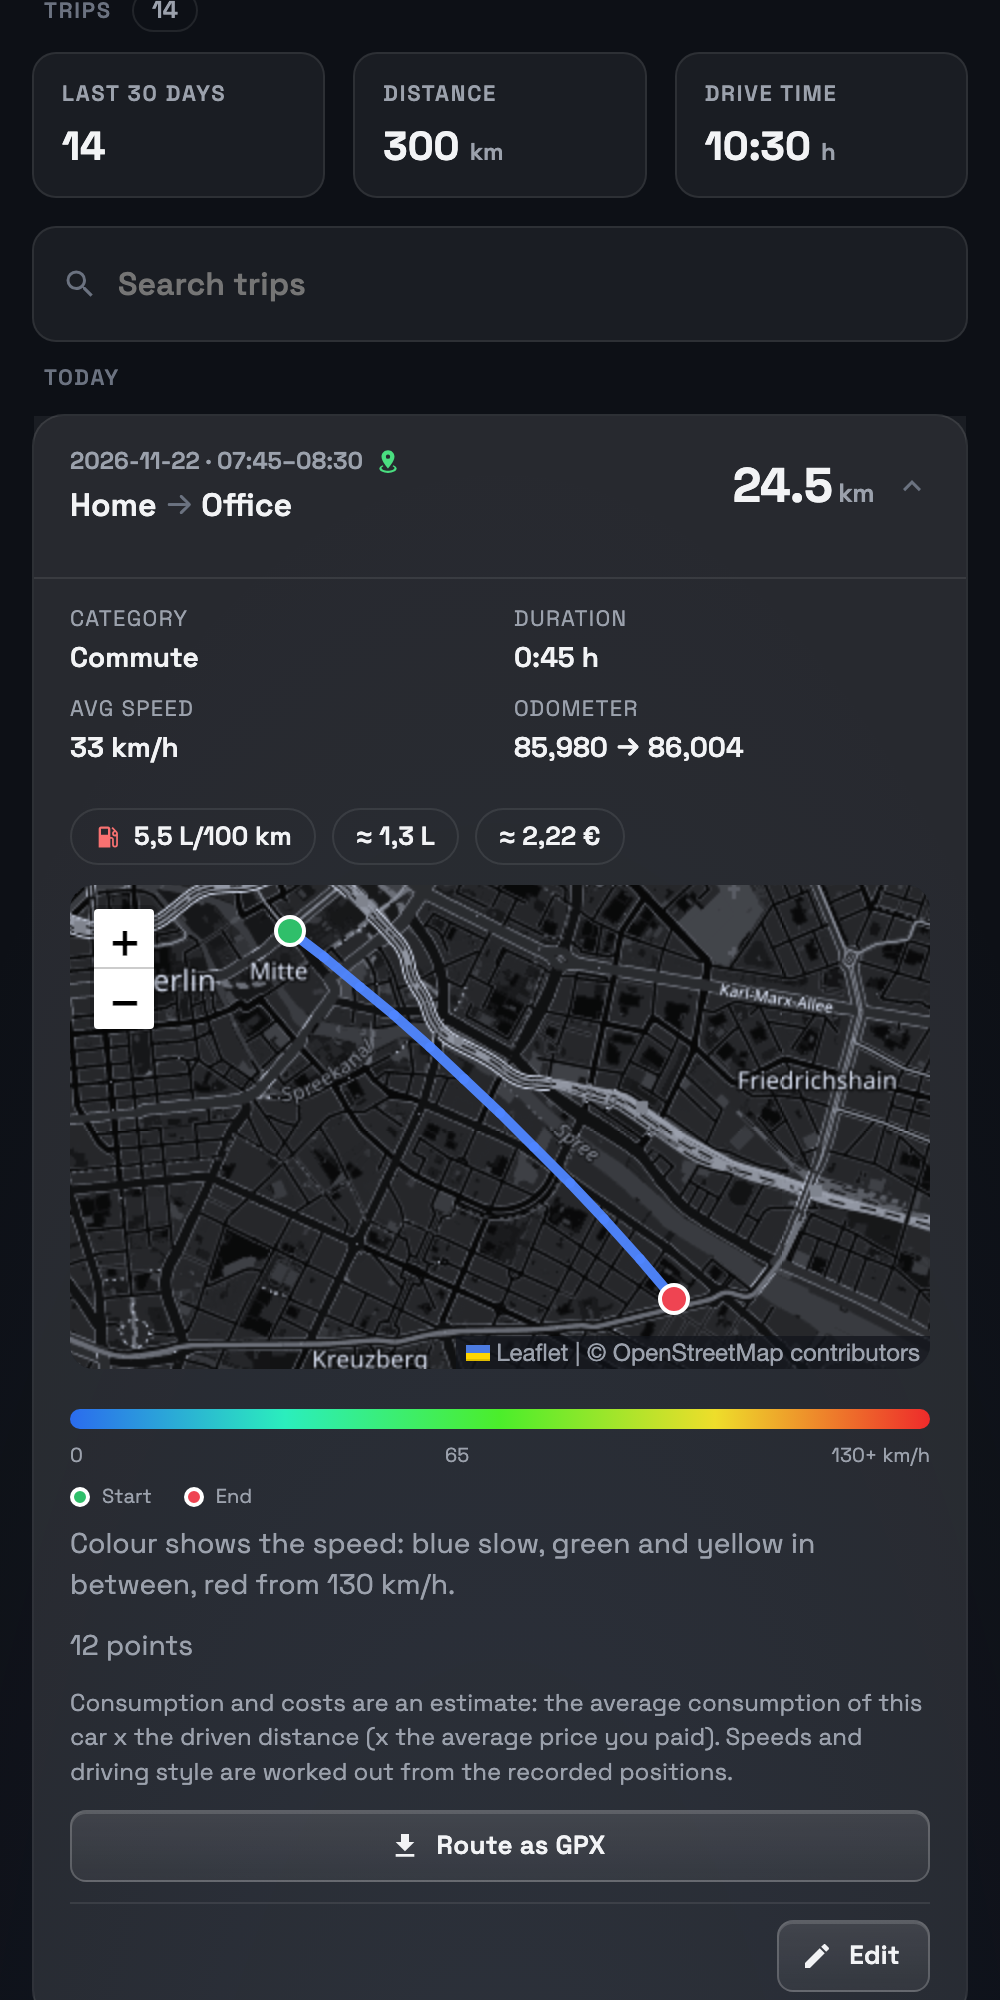 TRIPS 14
LAST 30 DAYS
14
DISTANCE
300 km
DRIVE TIME
10:30 h
Search trips
TODAY
2026-11-22 · 07:45–08:30
Home → Office
24.5 km
CATEGORY
Commute
DURATION
0:45 h
AVG SPEED
33 km/h
ODOMETER
85,980 → 86,004
5,5 L/100 km
≈ 1,3 L
≈ 2,22 €
+
−
erlin
Mitte
Karl-Marx-Allee
Spreekanal
Friedrichshain
Spree
Kreuzberg
Leaflet | © OpenStreetMap contributors
0
65
130+ km/h
Start
End
Colour shows the speed: blue slow, green and yellow in
between, red from 130 km/h.
12 points
Consumption and costs are an estimate: the average consumption of this
car x the driven distance (x the average price you paid). Speeds and
driving style are worked out from the recorded positions.
Route as GPX
Edit